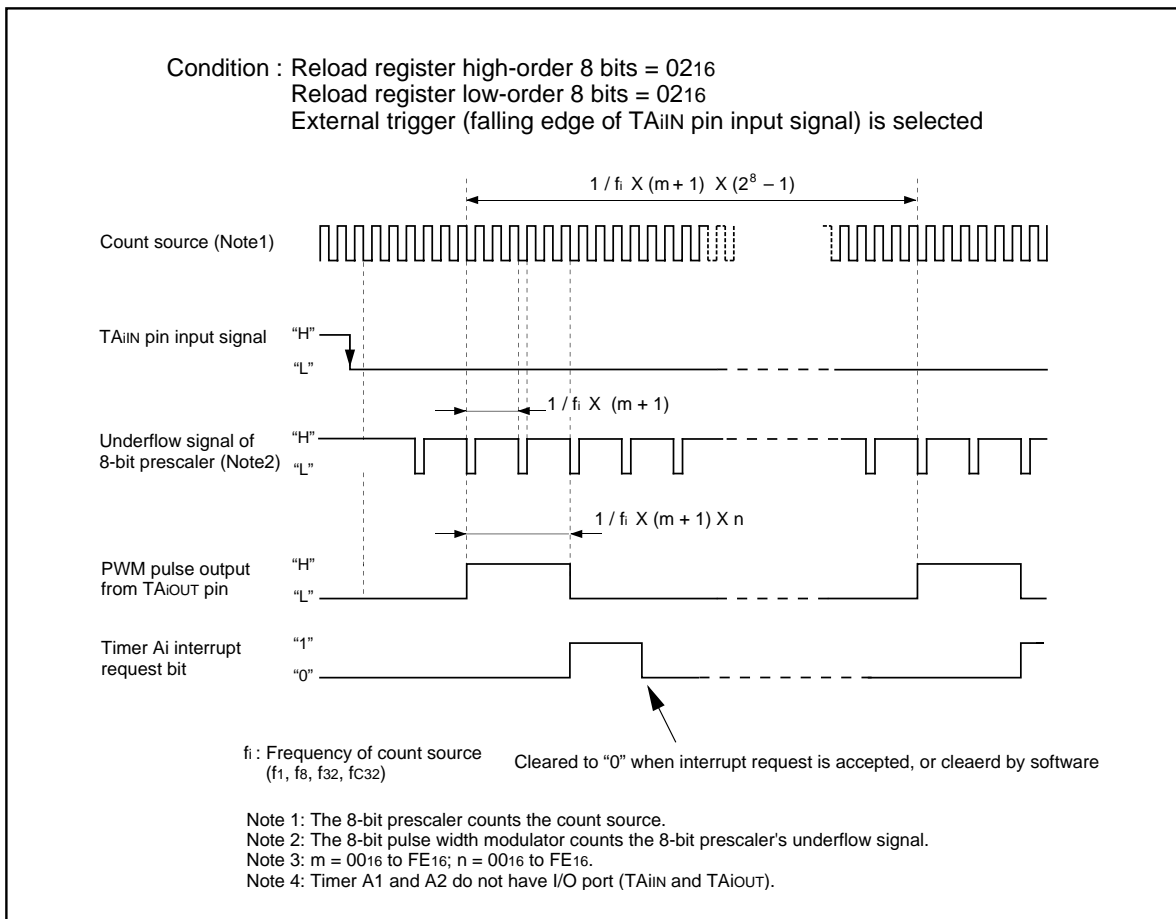 Condition : Reload register high-order 8 bits = 0216
Reload register low-order 8 bits = 0216
External trigger (falling edge of TAiIN pin input signal) is selected
1 / fi X (m + 1) X (2^8 – 1)
Count source (Note1)
TAiIN pin input signal
“H”
“L”
1 / fi X (m + 1)
Underflow signal of
8-bit prescaler (Note2)
“H”
“L”
1 / fi X (m + 1) X n
PWM pulse output
from TAiOUT pin
“H”
“L”
Timer Ai interrupt
request bit
“1”
“0”
fi : Frequency of count source
(f1, f8, f32, fC32)
Cleared to “0” when interrupt request is accepted, or cleaerd by software
Note 1: The 8-bit prescaler counts the count source.
Note 2: The 8-bit pulse width modulator counts the 8-bit prescaler's underflow signal.
Note 3: m = 0016 to FE16; n = 0016 to FE16.
Note 4: Timer A1 and A2 do not have I/O port (TAiIN and TAiOUT).